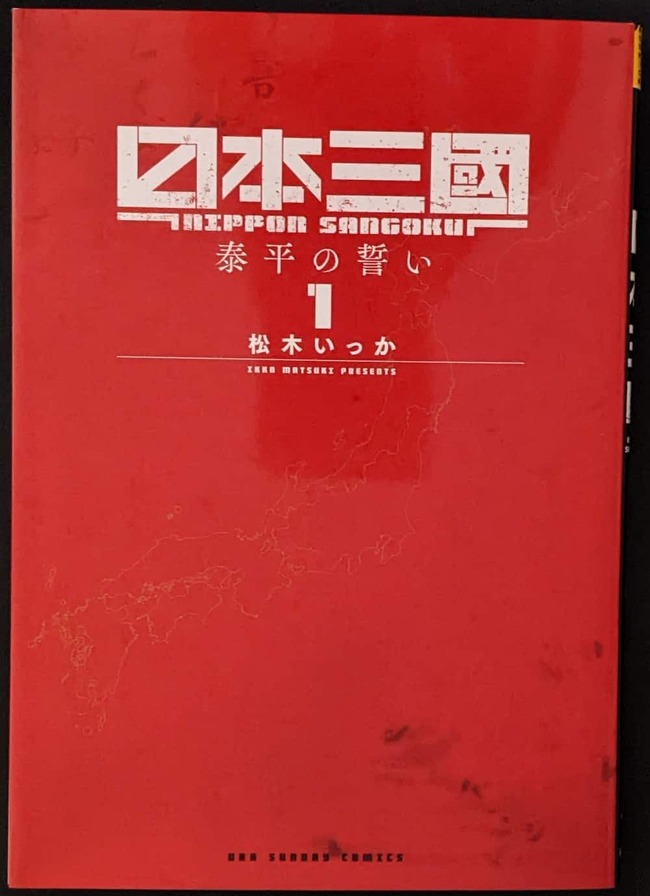 日本三國
NIPPON SANGOKU
泰平の誓い
1
松木いっか
IKKA MATSUKI PRESENTS
URA SUNDAY COMICS